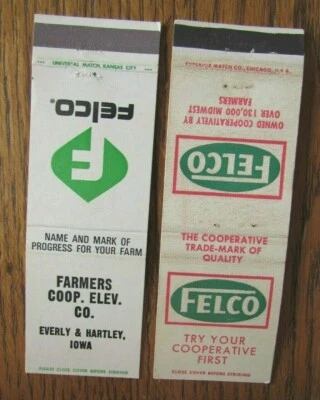 UNIVERSAL MATCH, KANSAS CITY
Felco.
NAME AND MARK OF
PROGRESS FOR YOUR FARM
FARMERS
COOP. ELEV.
CO.
EVERLY & HARTLEY,
IOWA
PLEASE CLOSE COVER BEFORE STRIKING
SUPERIOR MATCH CO., CHICAGO, U.S.A.
OWNED COOPERATIVELY BY
OVER 130,000 MIDWEST
FARMERS
FELCO
THE COOPERATIVE
TRADE-MARK OF
QUALITY
FELCO
TRY YOUR
COOPERATIVE
FIRST
CLOSE COVER BEFORE STRIKING